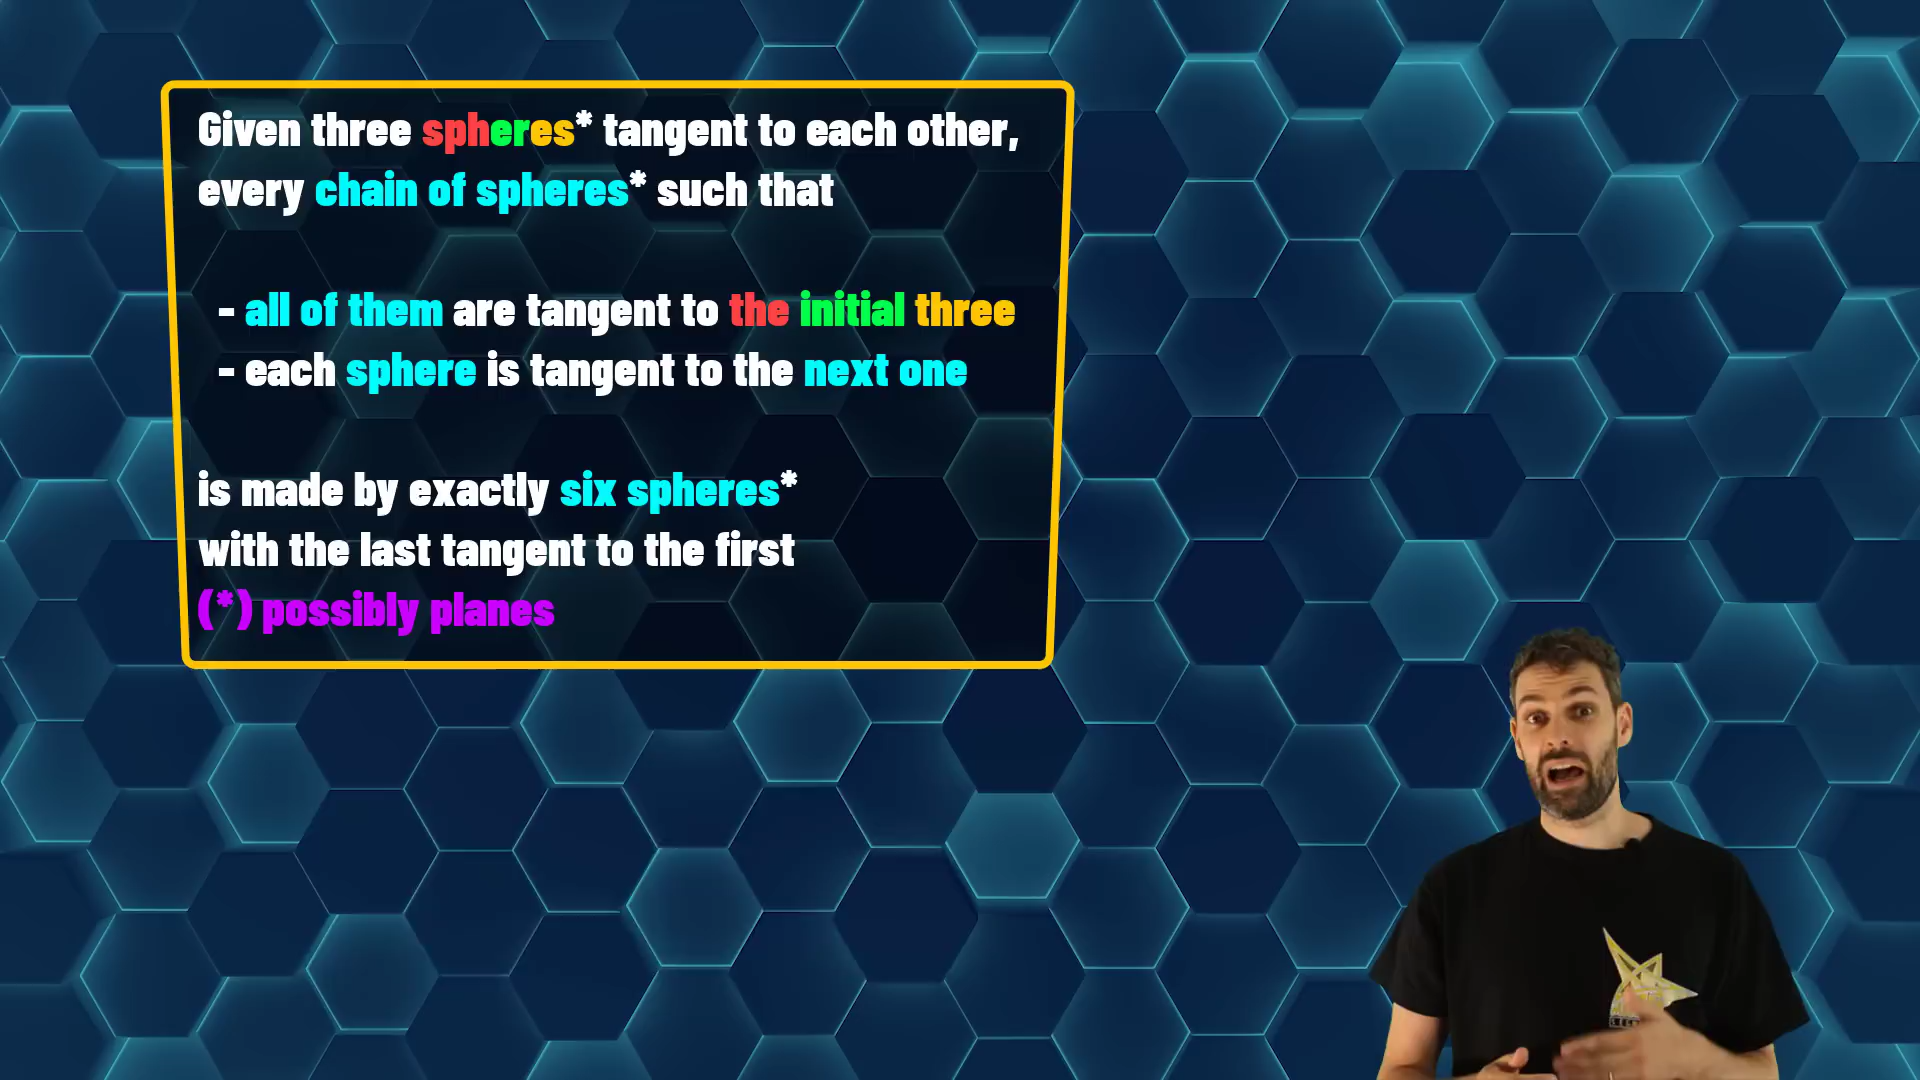 Given three spheres* tangent to each other,
every chain of spheres* such that
- all of them are tangent to the initial three
- each sphere is tangent to the next one
is made by exactly six spheres*
with the last tangent to the first
(*) possibly planes